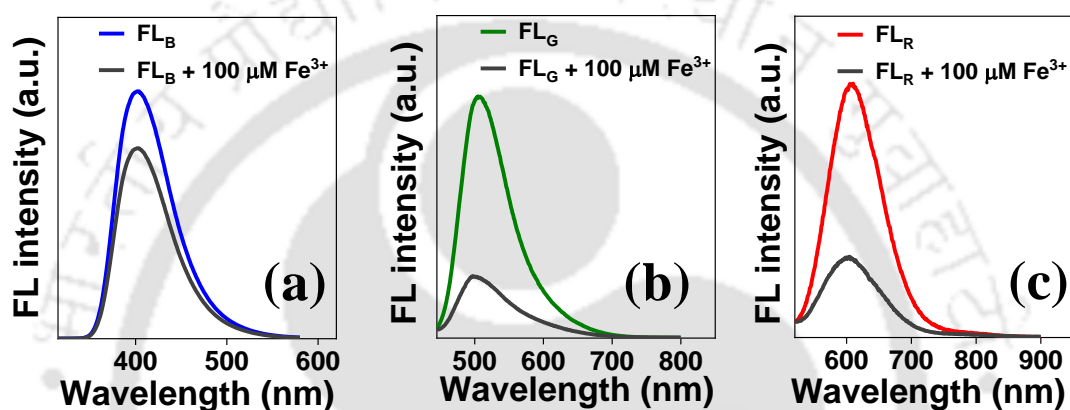 FL_B
FL_B + 100 μM Fe³⁺
FL intensity (a.u.)
(a)
400 500 600
Wavelength (nm)
FL_G
FL_G + 100 μM Fe³⁺
FL intensity (a.u.)
(b)
500 600 700 800
Wavelength (nm)
FL_R
FL_R + 100 μM Fe³⁺
FL intensity (a.u.)
(c)
600 700 800 900
Wavelength (nm)